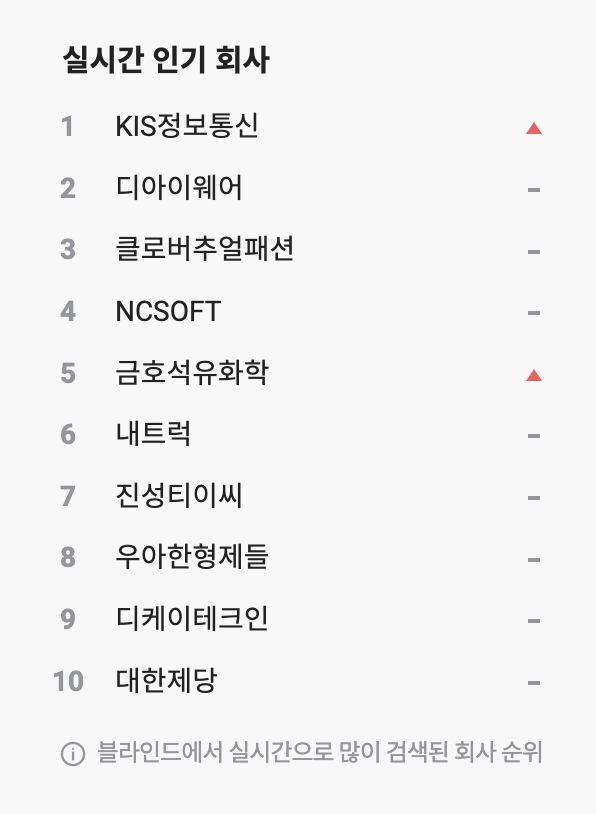 실시간 인기 회사
1 KIS정보통신 ▲
2 디아이웨어 -
3 클로버추얼패션 -
4 NCSOFT -
5 금호석유화학 ▲
6 내트럭 -
7 진성티이씨 -
8 우아한형제들 -
9 디케이테크인 -
10 대한제당 -
블라인드에서 실시간으로 많이 검색된 회사 순위